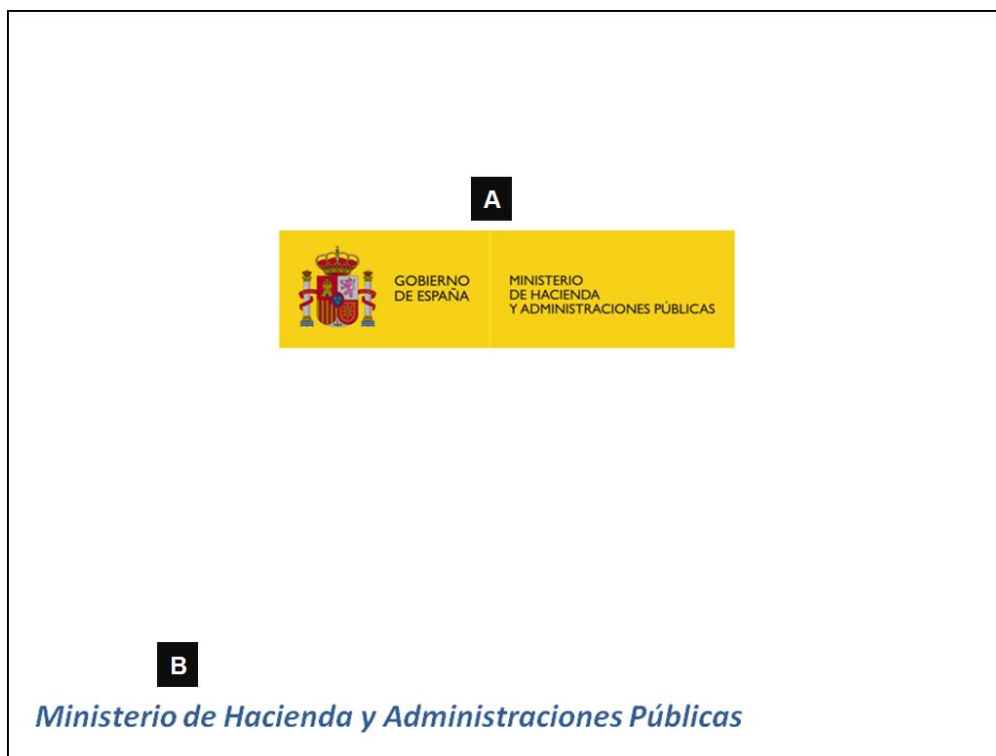 A
GOBIERNO
DE ESPAÑA
MINISTERIO
DE HACIENDA
Y ADMINISTRACIONES PÚBLICAS
B
Ministerio de Hacienda y Administraciones Públicas